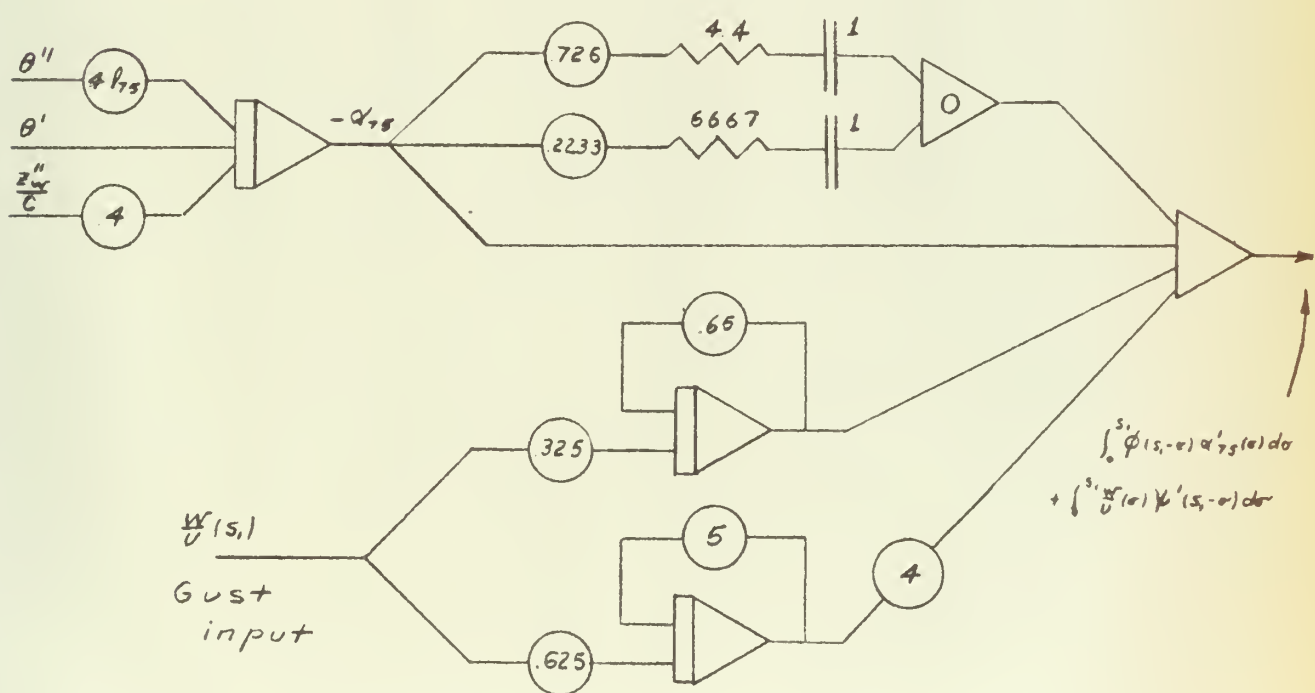 θ''
4 l₇₅
θ'
z''w/c
4
-α₇₅
.726
4.4
1
.2233
6667
1
0
.65
.325
W/U (s₁)
Gust
input
5
.625
4
∫₀^s₁ ϕ(s₁-σ) α'₇₅(σ) dσ
+ ∫₀^s₁ W/U (σ) ψ'(s₁-σ) dσ